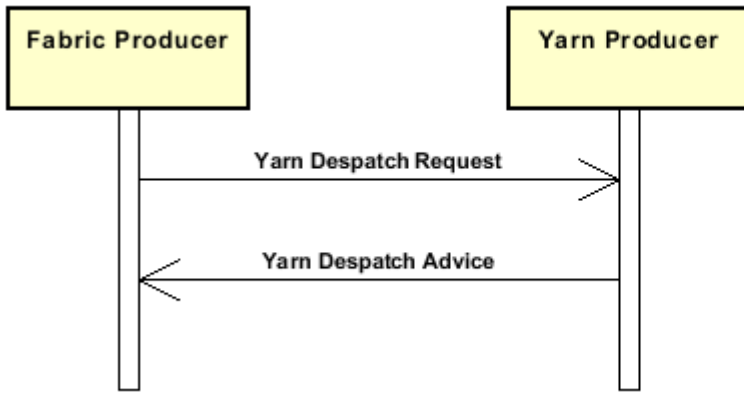 Fabric Producer
Yarn Producer
Yarn Despatch Request
Yarn Despatch Advice